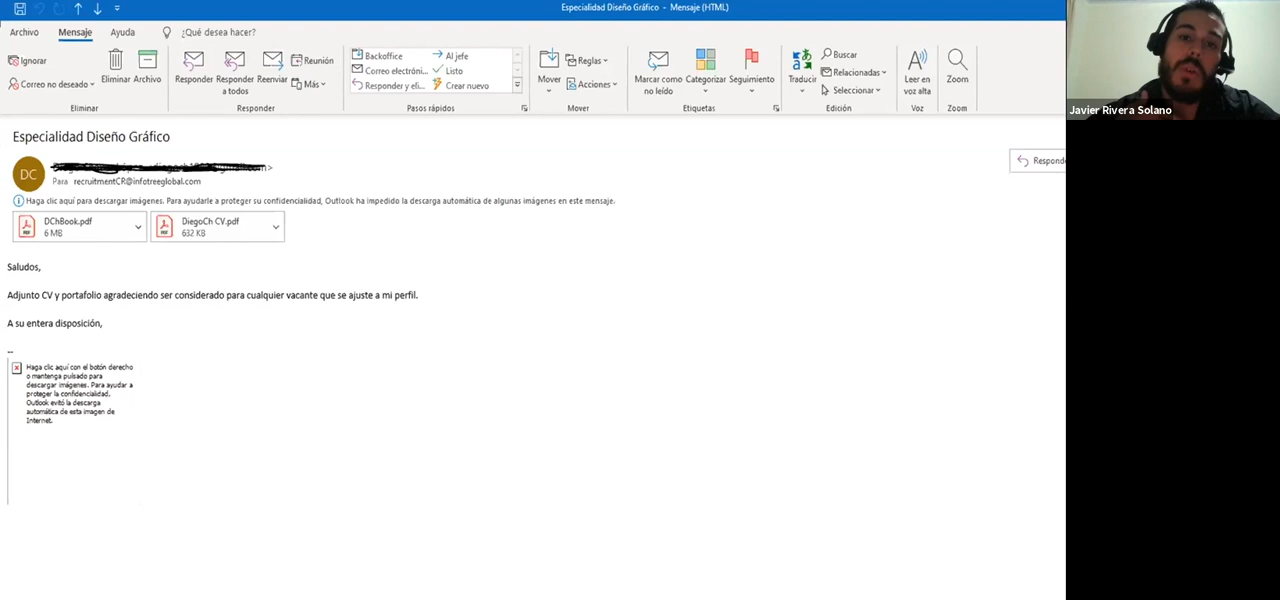 Especialidad Diseño Gráfico - Mensaje (HTML)
Archivo Mensaje Ayuda ¿Qué desea hacer?
Ignorar
Correo no deseado
Eliminar Archivo
Eliminar
Responder Responder a todos Reenviar
Reunión
Más
Responder
Backoffice Al jefe
Correo electróni... Listo
Responder y eli... Crear nuevo
Pasos rápidos
Mover
Reglas
Acciones
Mover
Marcar como no leído Categorizar Seguimiento
Etiquetas
Traducir
Buscar
Relacionadas
Seleccionar
Edición
Leer en voz alta
Voz
Zoom
Zoom
Javier Rivera Solano
Especialidad Diseño Gráfico
DC
Para recruitmentCR@infotreeglobal.com
Responde
Haga clic aquí para descargar imágenes. Para ayudarle a proteger su confidencialidad, Outlook ha impedido la descarga automática de algunas imágenes en este mensaje.
DChBook.pdf
6 MB
DiegoCh CV.pdf
632 KB
Saludos,
Adjunto CV y portafolio agradeciendo ser considerado para cualquier vacante que se ajuste a mi perfil.
A su entera disposición,
--
Haga clic aquí con el botón derecho
o mantenga pulsado para
descargar imágenes. Para ayudar a
proteger la confidencialidad,
Outlook evitó la descarga
automática de esta imagen de
Internet.